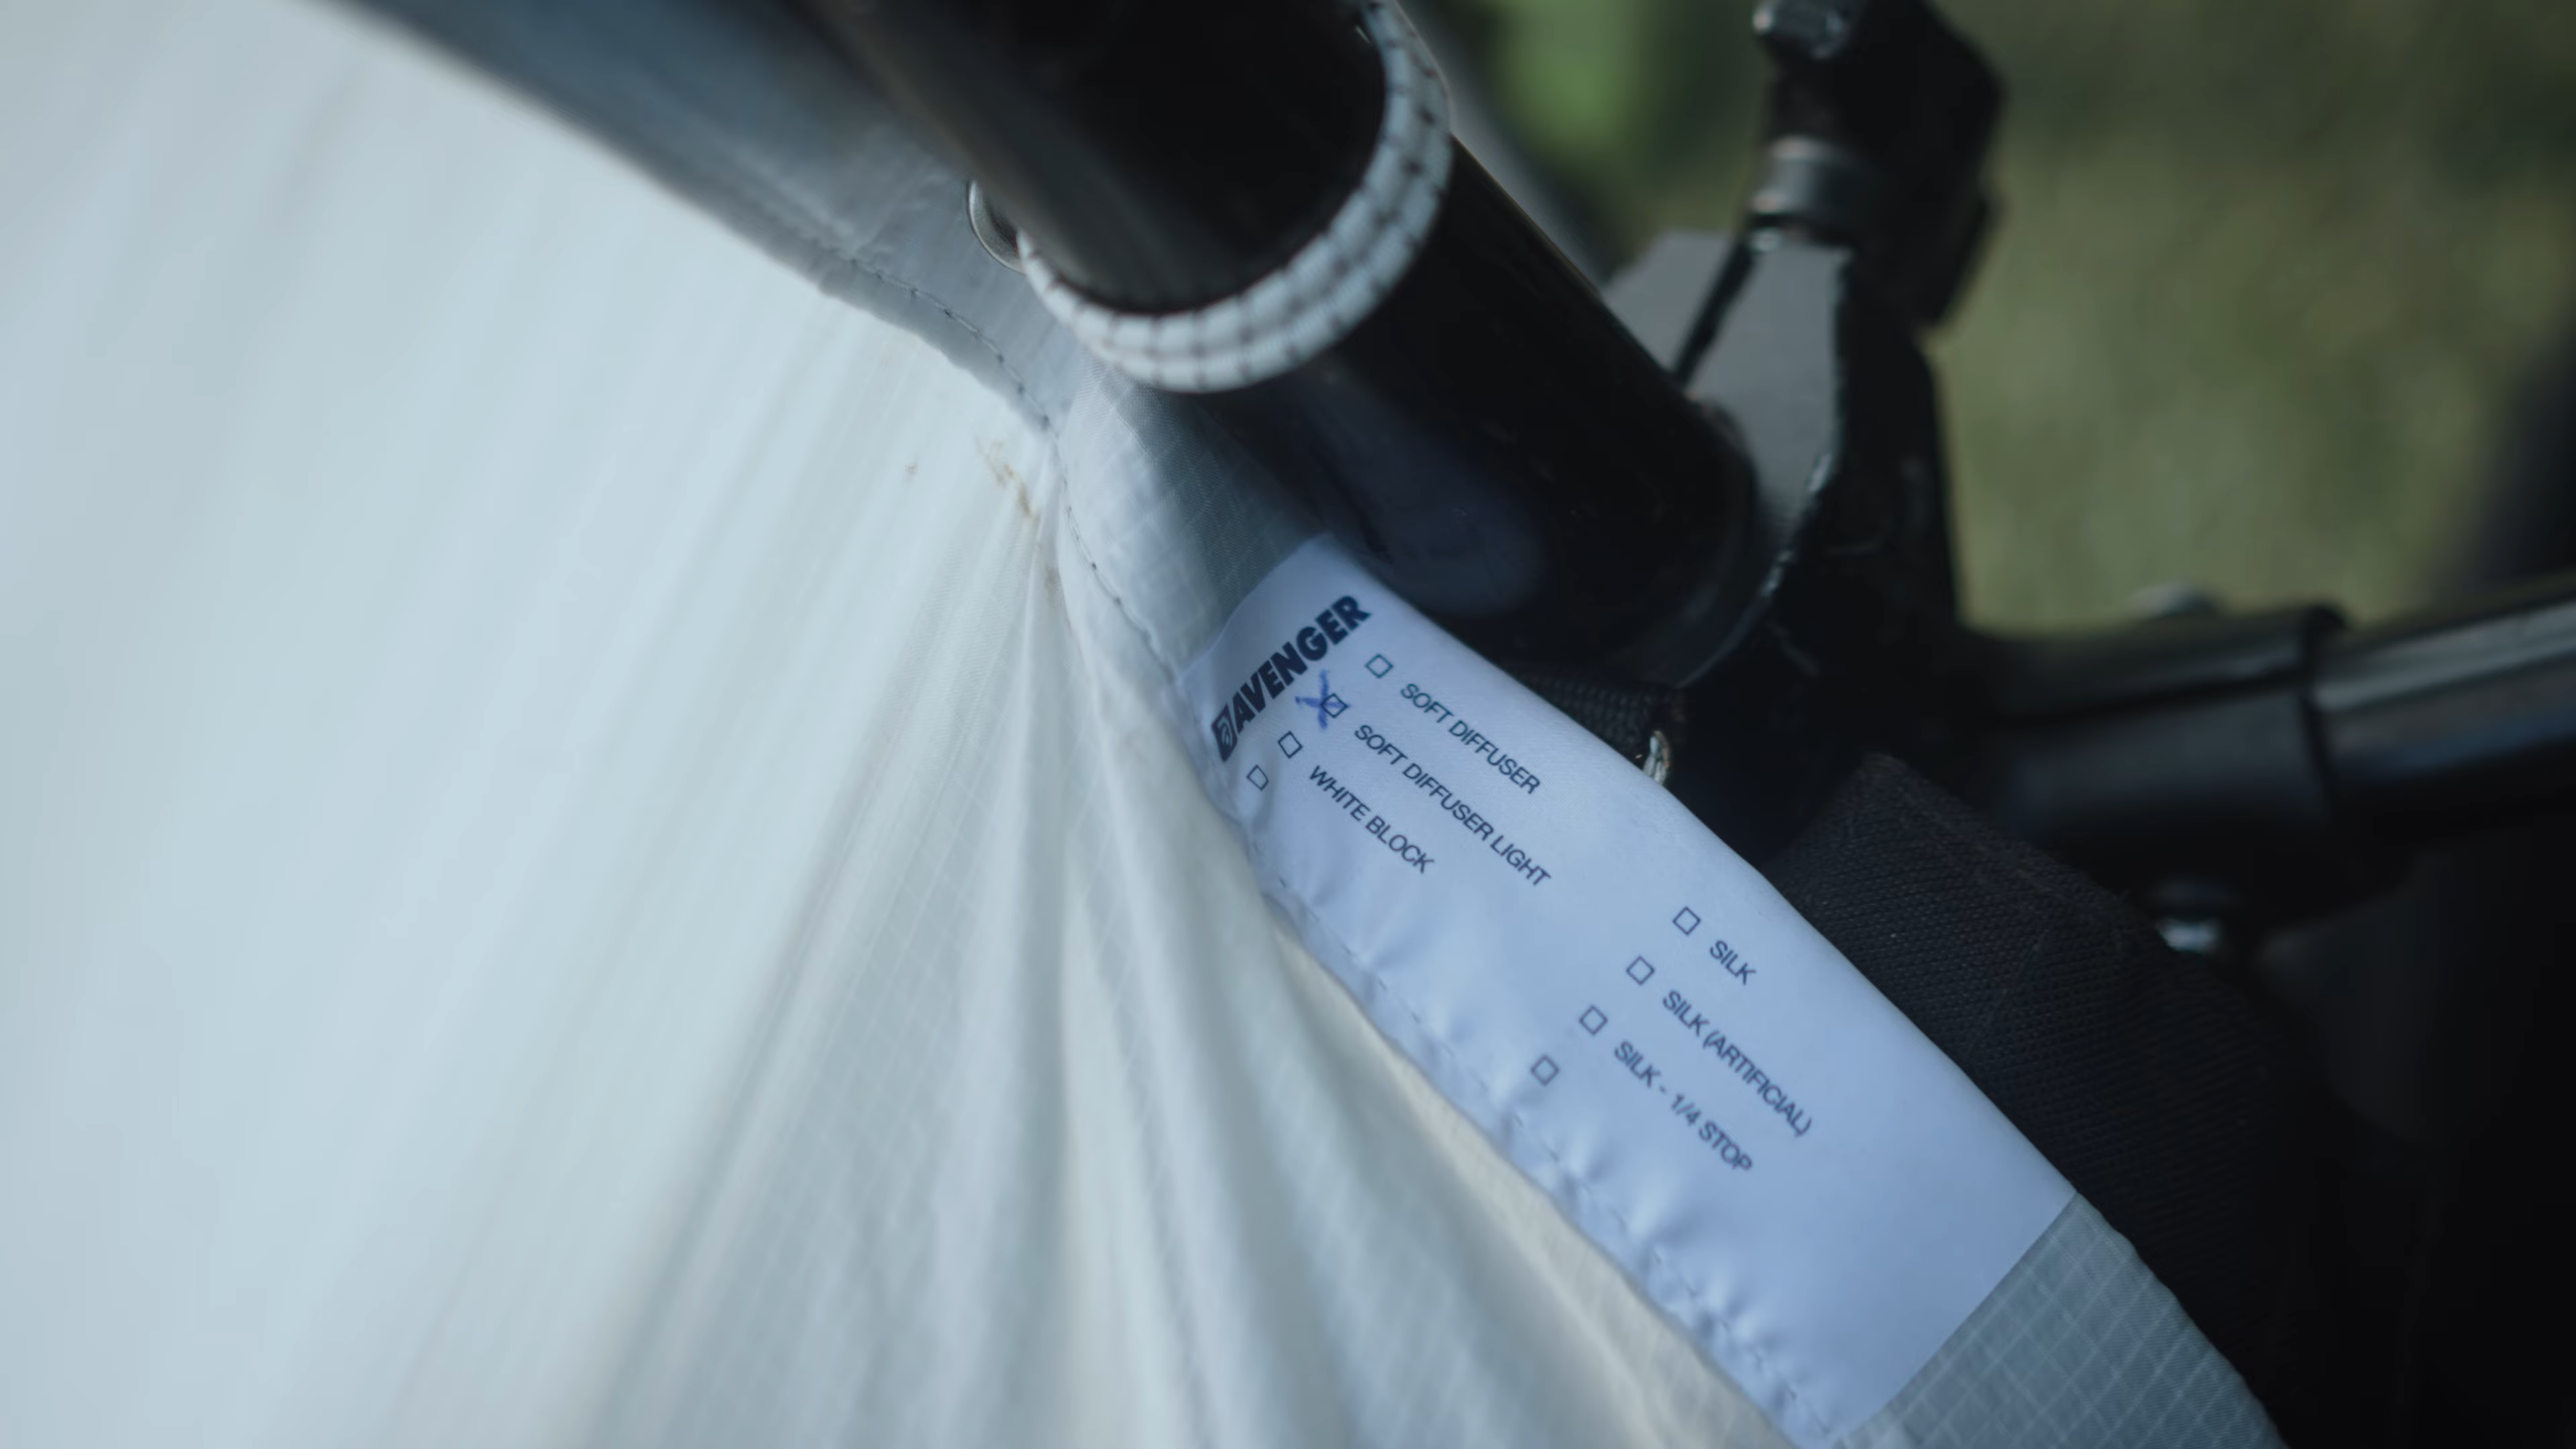 AVENGER
☐ SOFT DIFFUSER
☒ SOFT DIFFUSER LIGHT
☐ WHITE BLOCK
☐
☐ SILK
☐ SILK (ARTIFICIAL)
☐ SILK - 1/4 STOP
☐